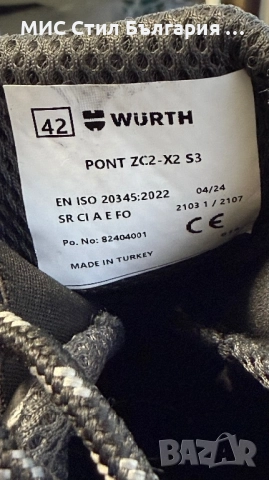 МИС Стил България ...
42 WÜRTH
PONT ZC2-X2 S3
EN ISO 20345:2022 04/24
SR CI A E FO 2103 1 / 2107
Po. No: 82404001 CE
MADE IN TURKEY
BAZAR